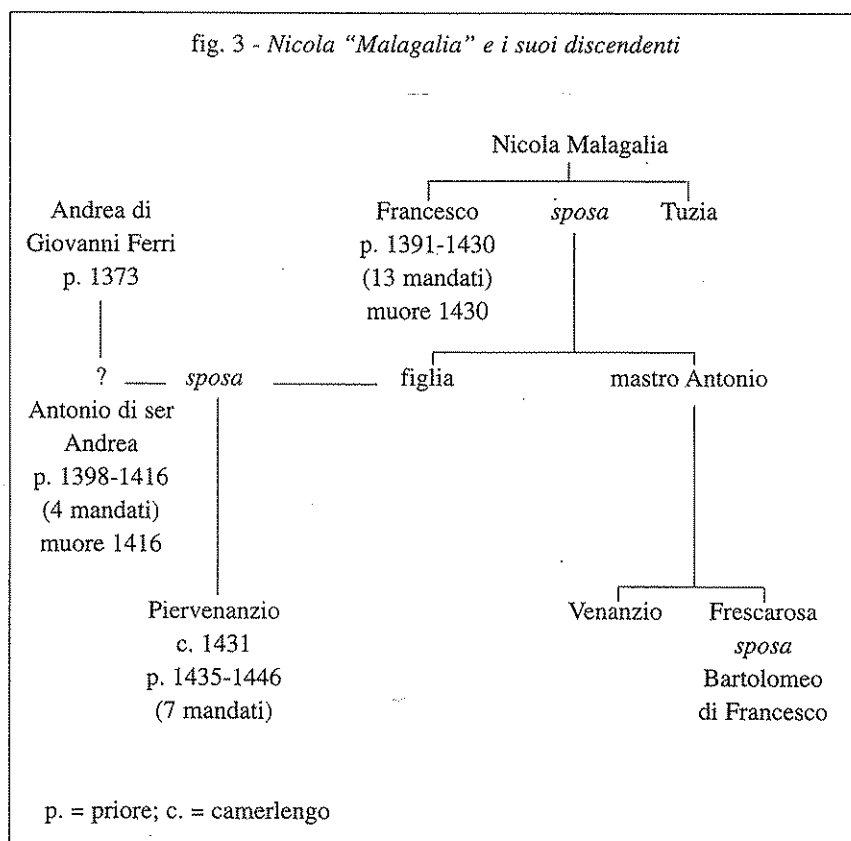 fig. 3 - Nicola “Malagalia” e i suoi discendenti
Nicola Malagalia
Andrea di
Giovanni Ferri
p. 1373
Francesco
p. 1391-1430
(13 mandati)
muore 1430
sposa
Tuzia
?
Antonio di ser
Andrea
p. 1398-1416
(4 mandati)
muore 1416
sposa
figlia
mastro Antonio
Piervenanzio
c. 1431
p. 1435-1446
(7 mandati)
Venanzio
Frescarosa
sposa
Bartolomeo
di Francesco
p. = priore; c. = camerlengo